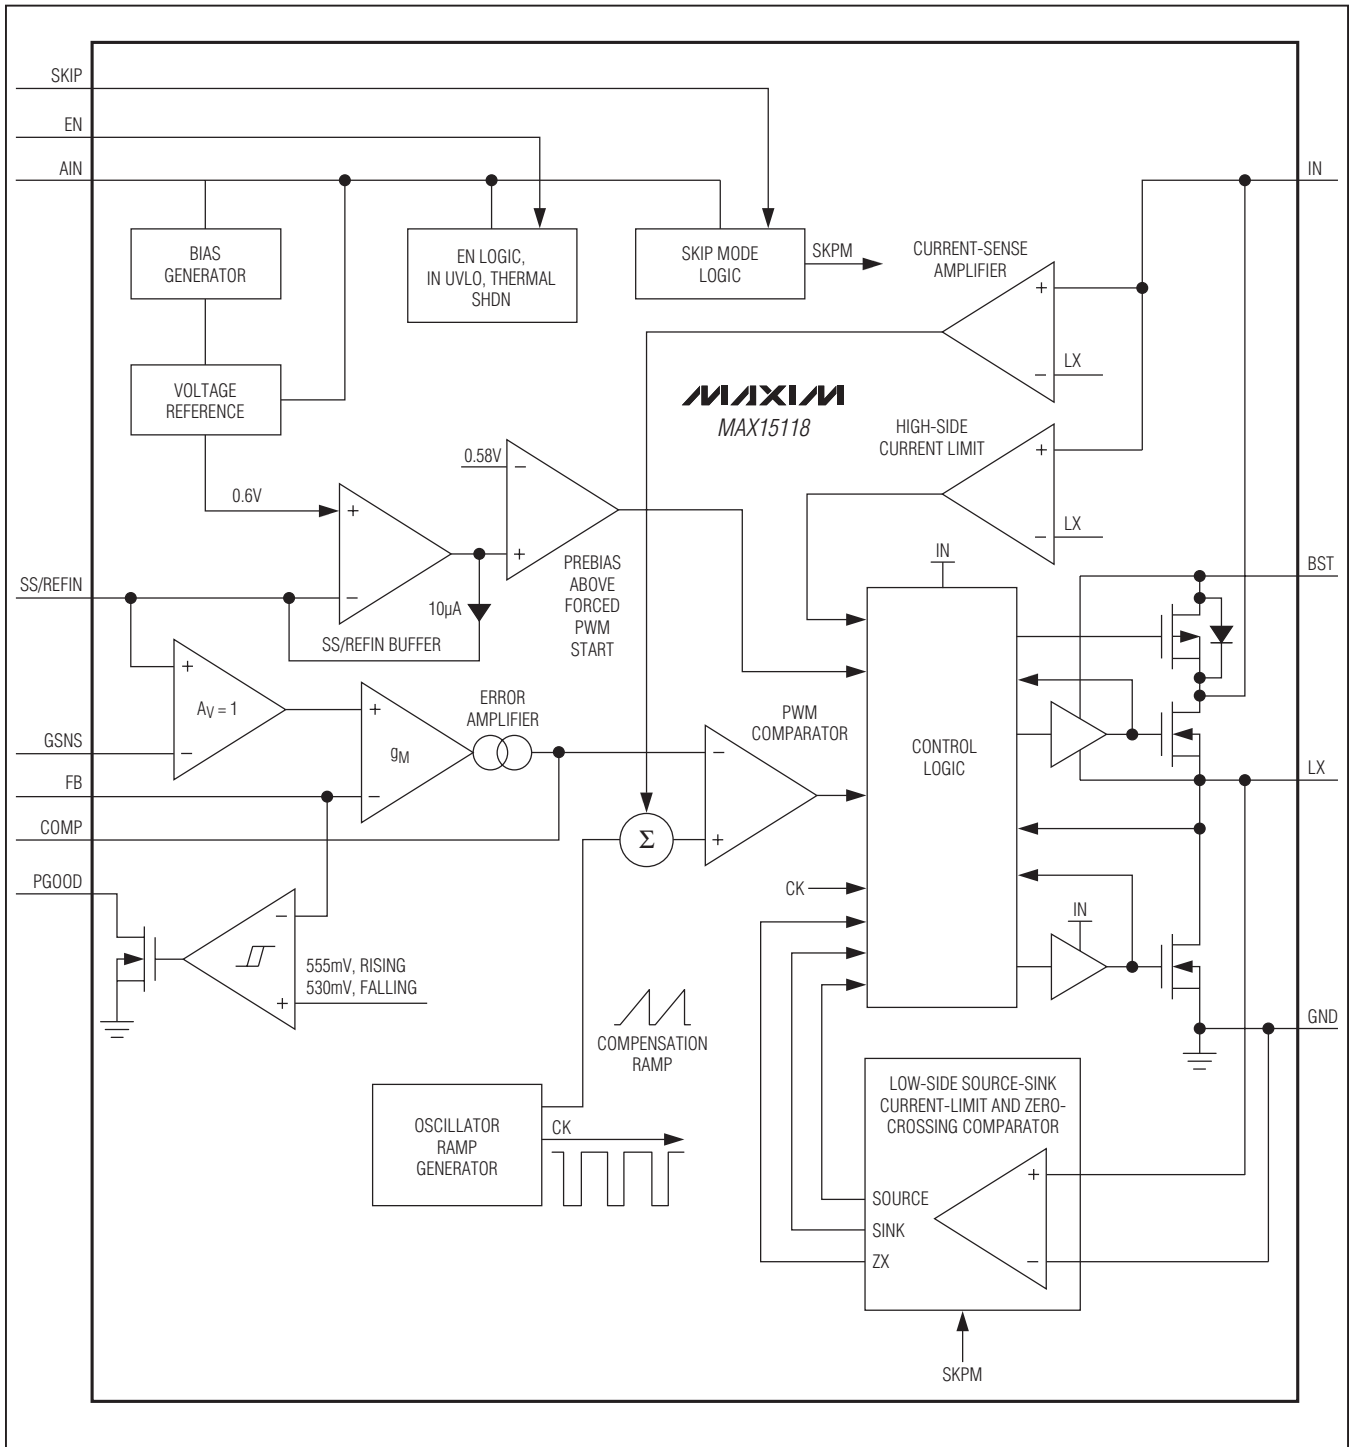 SKIP
EN
AIN
IN
BIAS
GENERATOR
EN LOGIC,
IN UVLO, THERMAL
SHDN
SKIP MODE
LOGIC
SKPM
CURRENT-SENSE
AMPLIFIER
+
−
LX
VOLTAGE
REFERENCE
MAXIM
MAX15118
HIGH-SIDE
CURRENT LIMIT
+
−
LX
0.6V
+
−
0.58V
−
+
PREBIAS
ABOVE
FORCED
PWM
START
IN
BST
SS/REFIN
10µA
SS/REFIN BUFFER
+
−
AV = 1
GSNS
FB
COMP
PGOOD
+
−
gM
ERROR
AMPLIFIER
PWM
COMPARATOR
−
+
Σ
CONTROL
LOGIC
LX
CK
IN
−
+
555mV, RISING
530mV, FALLING
COMPENSATION
RAMP
GND
OSCILLATOR
RAMP
GENERATOR
CK
LOW-SIDE SOURCE-SINK
CURRENT-LIMIT AND ZERO-
CROSSING COMPARATOR
+
−
SOURCE
SINK
ZX
SKPM